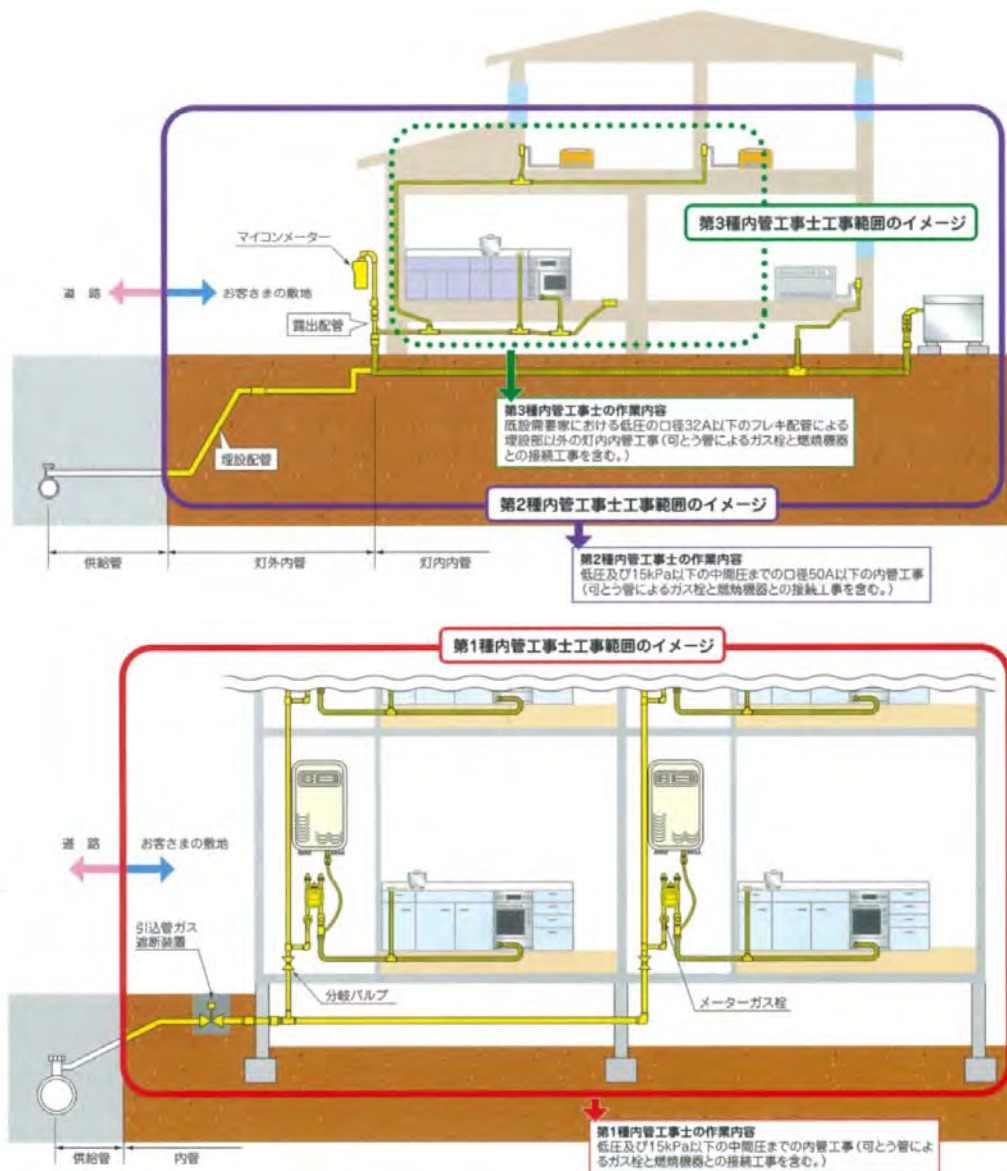 第3種内管工事士工事範囲のイメージ
マイコンメーター
道 路
お客さまの敷地
露出配管
第3種内管工事士の作業内容
既設需要家における低圧の口径32A以下のフレキ配管による
埋設部以外の灯内内管工事（可とう管によるガス栓と燃焼機器
との接続工事を含む。）
埋設配管
第2種内管工事士工事範囲のイメージ
供給管
灯外内管
灯内内管
第2種内管工事士の作業内容
低圧及び15kPa以下の中間圧までの口径50A以下の内管工事
（可とう管によるガス栓と燃焼機器との接続工事を含む。）
第1種内管工事士工事範囲のイメージ
道 路
お客さまの敷地
引込管ガス
遮断装置
分岐バルブ
メーターガス栓
第1種内管工事士の作業内容
低圧及び15kPa以下の中間圧までの内管工事（可とう管によ
るガス栓と燃焼機器との接続工事を含む。）
供給管
内管